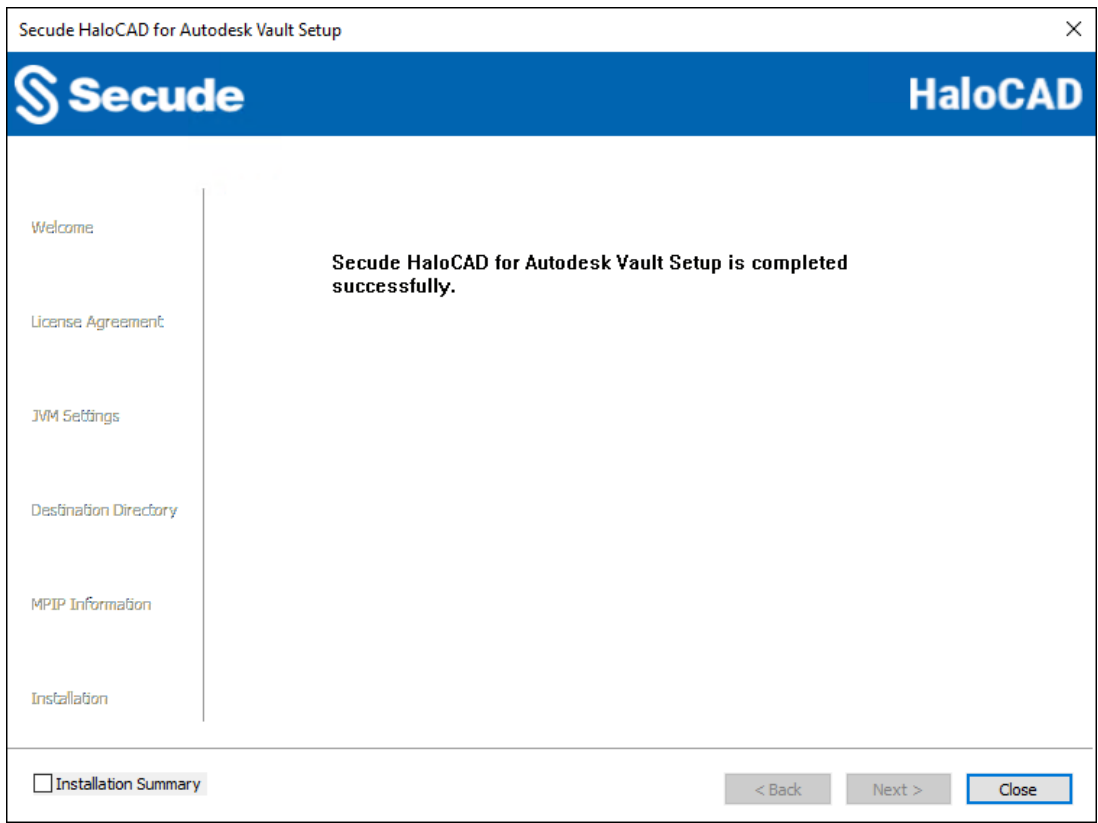 Secude HaloCAD for Autodesk Vault Setup
Secude
HaloCAD
Welcome
License Agreement
JVM Settings
Destination Directory
MPIP Information
Installation
Secude HaloCAD for Autodesk Vault Setup is completed
successfully.
Installation Summary
< Back
Next >
Close